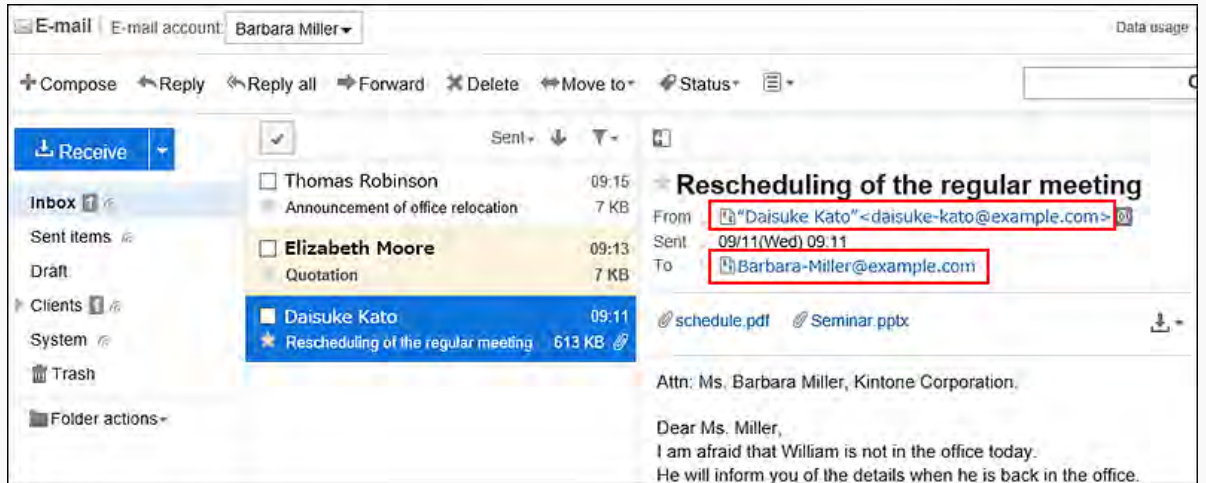 E-mail E-mail account: Barbara Miller Data usage
Compose Reply Reply all Forward Delete Move to Status
Receive
Inbox 1
Sent items
Draft
Clients 1
System
Trash
Folder actions
Sent
Thomas Robinson 09:15
Announcement of office relocation 7 KB
Elizabeth Moore 09:13
Quotation 7 KB
Daisuke Kato 09:11
Rescheduling of the regular meeting 613 KB
Rescheduling of the regular meeting
From "Daisuke Kato"<daisuke-kato@example.com>
Sent 09/11(Wed) 09:11
To Barbara-Miller@example.com
schedule.pdf Seminar.pptx
Attn: Ms. Barbara Miller, Kintone Corporation.
Dear Ms. Miller,
I am afraid that William is not in the office today.
He will inform you of the details when he is back in the office.